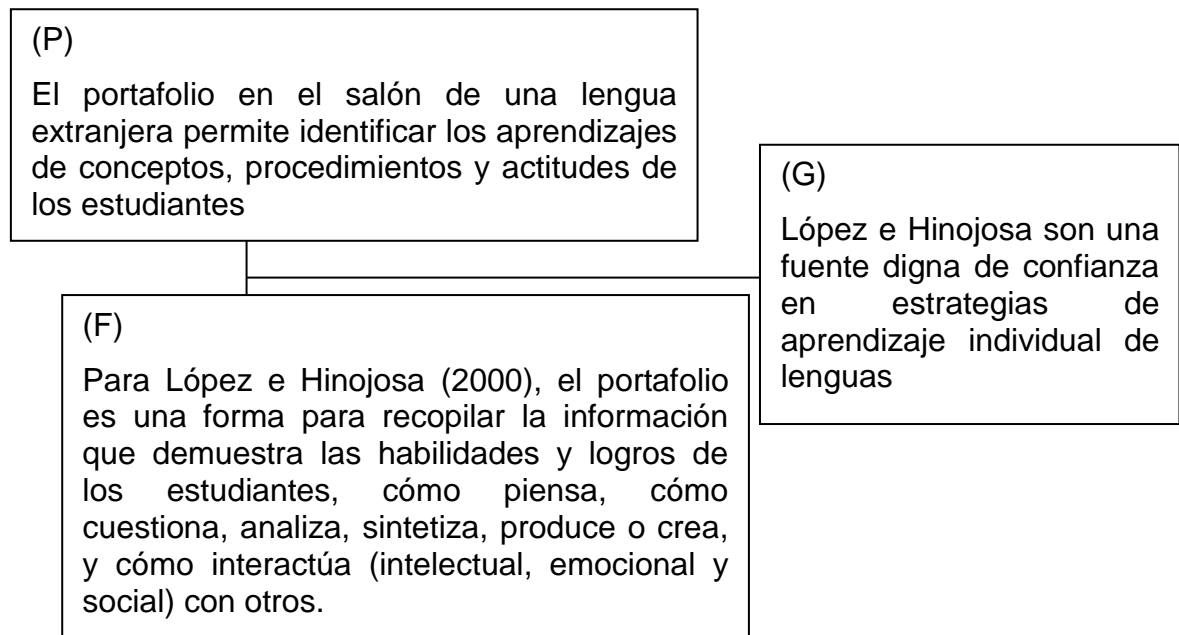 (P)
El portafolio en el salón de una lengua
extranjera permite identificar los aprendizajes
de conceptos, procedimientos y actitudes de
los estudiantes
(G)
López e Hinojosa son una
fuente digna de confianza
en estrategias de
aprendizaje individual de
lenguas
(F)
Para López e Hinojosa (2000), el portafolio
es una forma para recopilar la información
que demuestra las habilidades y logros de
los estudiantes, cómo piensa, cómo
cuestiona, analiza, sintetiza, produce o crea,
y cómo interactúa (intelectual, emocional y
social) con otros.